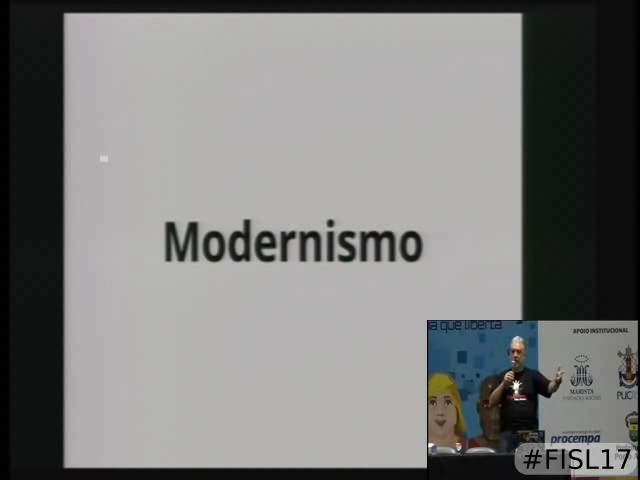 Modernismo
a que liberta
APOIO INSTITUCIONAL
MARISTA
PUC
procempa
#FISL17